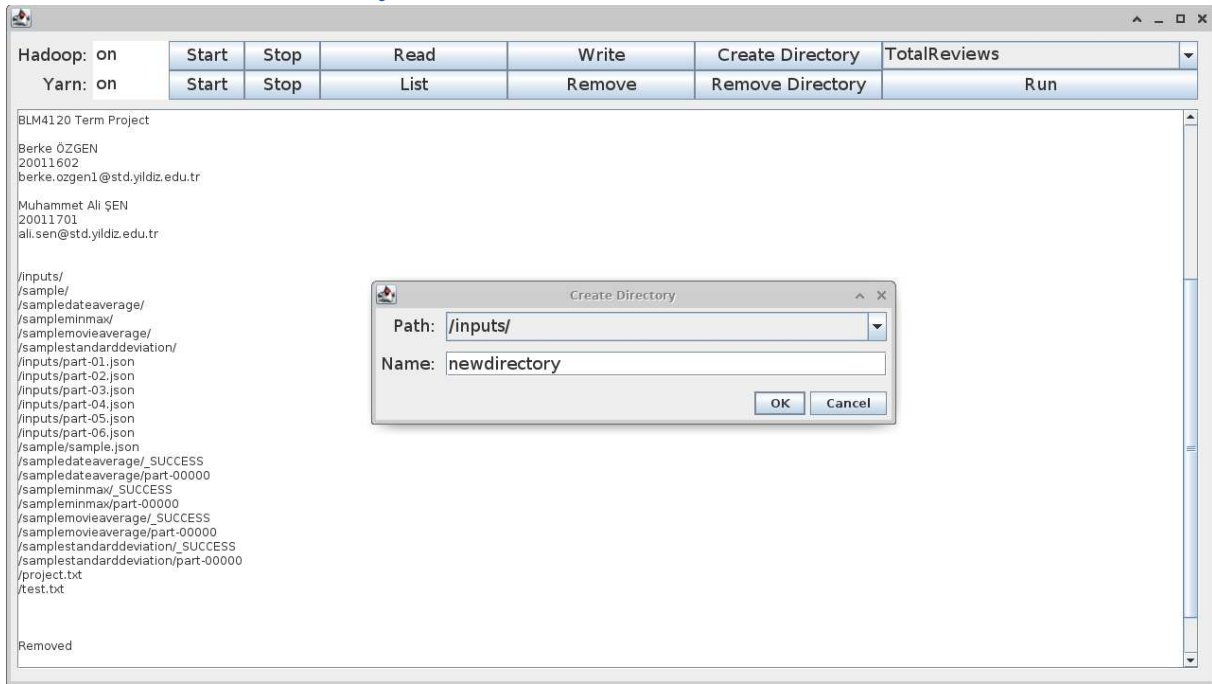 Hadoop: on Start Stop Read Write Create Directory TotalReviews
Yarn: on Start Stop List Remove Remove Directory Run
BLM4120 Term Project
Berke ÖZGEN
20011602
berke.ozgen1@std.yildiz.edu.tr
Muhammet Ali ŞEN
20011701
ali.sen@std.yildiz.edu.tr
/inputs/
/sample/
/sampledateaverage/
/sampleminmax/
/samplemovieaverage/
/samplestandarddeviation/
/inputs/part-01.json
/inputs/part-02.json
/inputs/part-03.json
/inputs/part-04.json
/inputs/part-05.json
/inputs/part-06.json
/sample/sample.json
/sampledateaverage/_SUCCESS
/sampledateaverage/part-00000
/sampleminmax/_SUCCESS
/sampleminmax/part-00000
/samplemovieaverage/_SUCCESS
/samplemovieaverage/part-00000
/samplestandarddeviation/_SUCCESS
/samplestandarddeviation/part-00000
/project.txt
/test.txt
Removed
Create Directory
Path: /inputs/
Name: newdirectory
OK Cancel